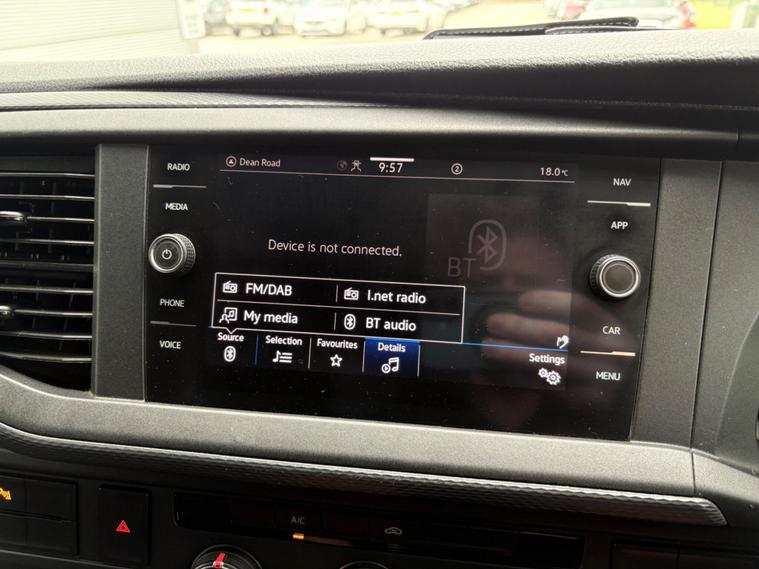 RADIO
MEDIA
PHONE
VOICE
Dean Road
9:57
2
18.0°C
Device is not connected.
BT
FM/DAB
I.net radio
My media
BT audio
Source
Selection
Favourites
Details
Settings
NAV
APP
CAR
MENU
A/C